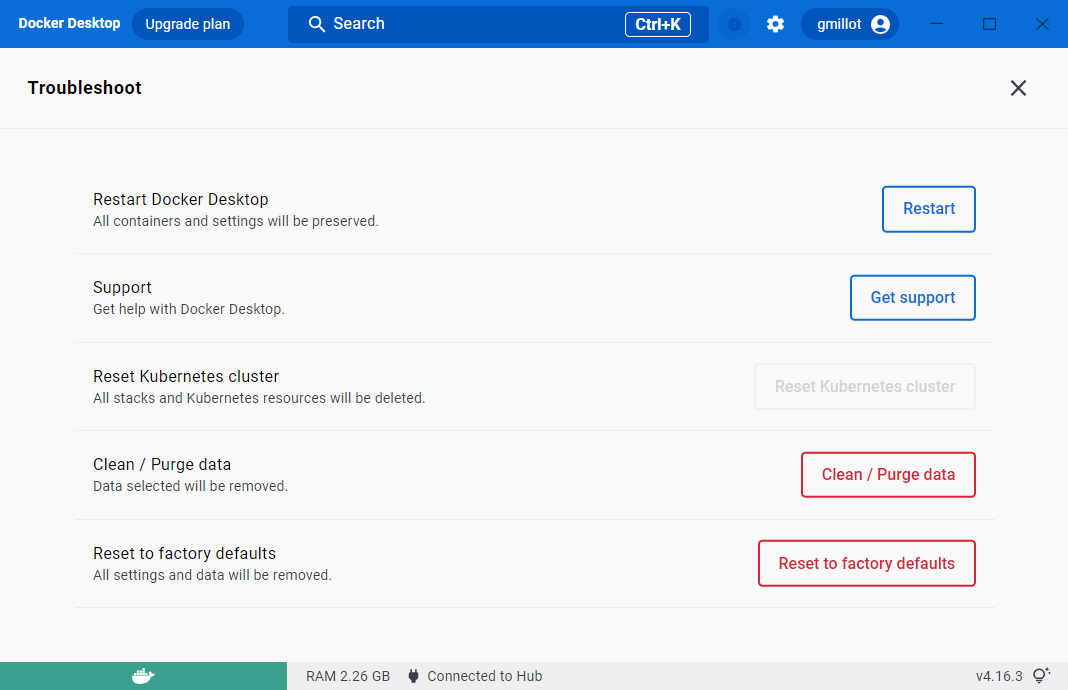 Docker Desktop Upgrade plan Search Ctrl+K gmillot
Troubleshoot
Restart Docker Desktop
All containers and settings will be preserved.
Restart
Support
Get help with Docker Desktop.
Get support
Reset Kubernetes cluster
All stacks and Kubernetes resources will be deleted.
Reset Kubernetes cluster
Clean / Purge data
Data selected will be removed.
Clean / Purge data
Reset to factory defaults
All settings and data will be removed.
Reset to factory defaults
RAM 2.26 GB Connected to Hub v4.16.3